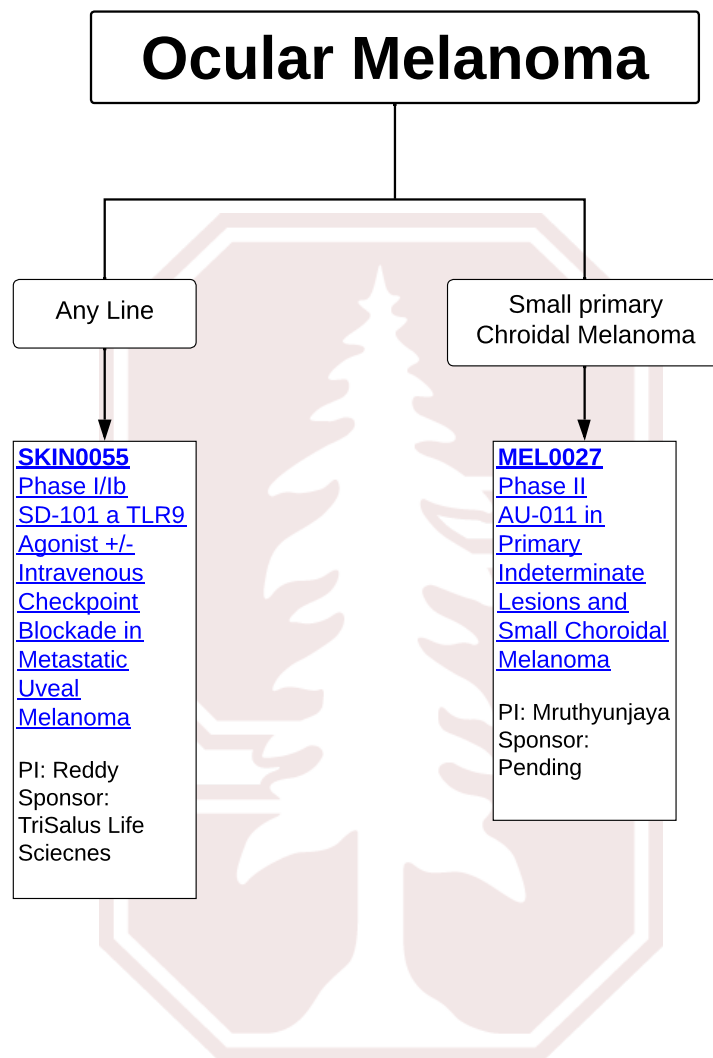 Ocular Melanoma
Any Line
Small primary
Chroidal Melanoma
SKIN0055
Phase I/Ib
SD-101 a TLR9
Agonist +/-
Intravenous
Checkpoint
Blockade in
Metastatic
Uveal
Melanoma
PI: Reddy
Sponsor:
TriSalus Life
Sciecnes
MEL0027
Phase II
AU-011 in
Primary
Indeterminate
Lesions and
Small Choroidal
Melanoma
PI: Mruthyunjaya
Sponsor:
Pending